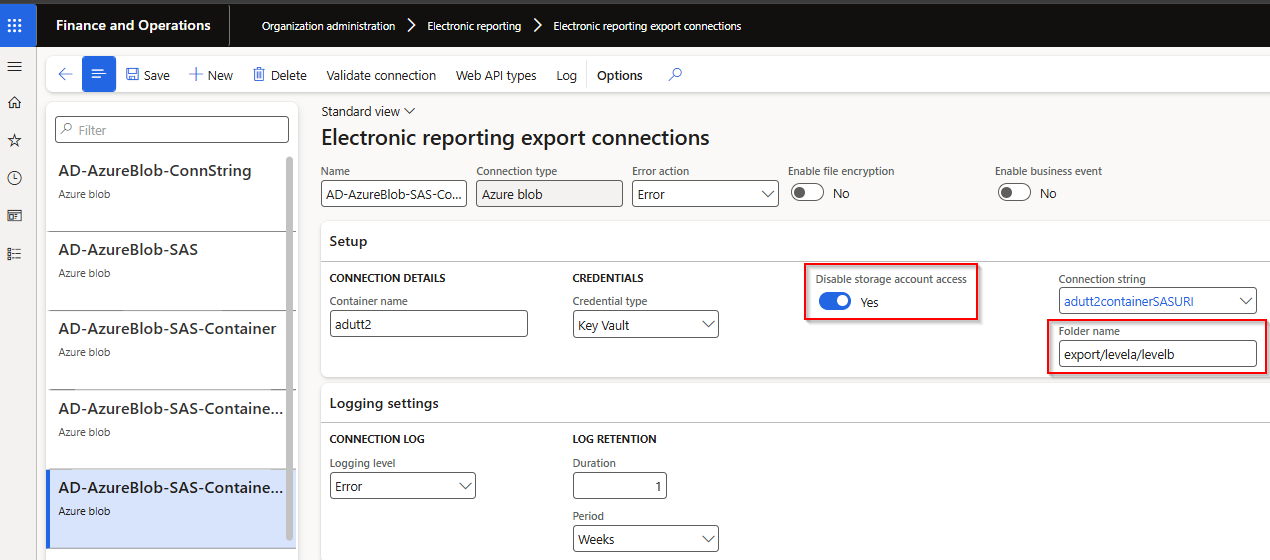 Finance and Operations
Organization administration
Electronic reporting
Electronic reporting export connections
Save
New
Delete
Validate connection
Web API types
Log
Options
Filter
AD-AzureBlob-ConnString
Azure blob
AD-AzureBlob-SAS
Azure blob
AD-AzureBlob-SAS-Container
Azure blob
AD-AzureBlob-SAS-Containe...
Azure blob
AD-AzureBlob-SAS-Containe...
Azure blob
Standard view
Electronic reporting export connections
Name
AD-AzureBlob-SAS-Co...
Connection type
Azure blob
Error action
Error
Enable file encryption
No
Enable business event
No
Setup
CONNECTION DETAILS
Container name
adutt2
CREDENTIALS
Credential type
Key Vault
Disable storage account access
Yes
Connection string
adutt2containerSASURI
Folder name
export/levela/levelb
Logging settings
CONNECTION LOG
Logging level
Error
LOG RETENTION
Duration
1
Period
Weeks